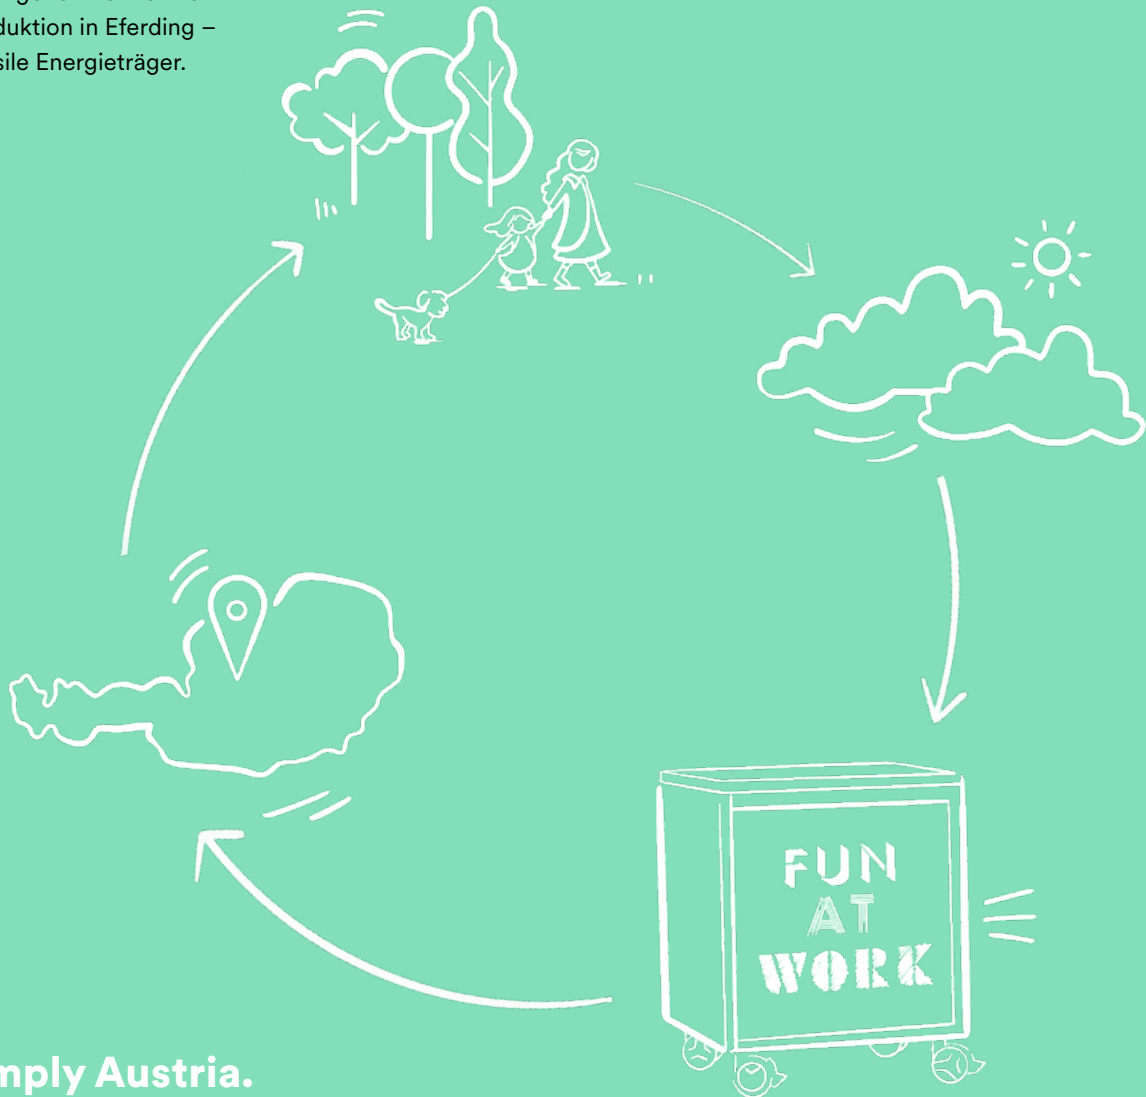 duktion in Eferding –
sile Energieträger.
FUN
AT
WORK
mply Austria.